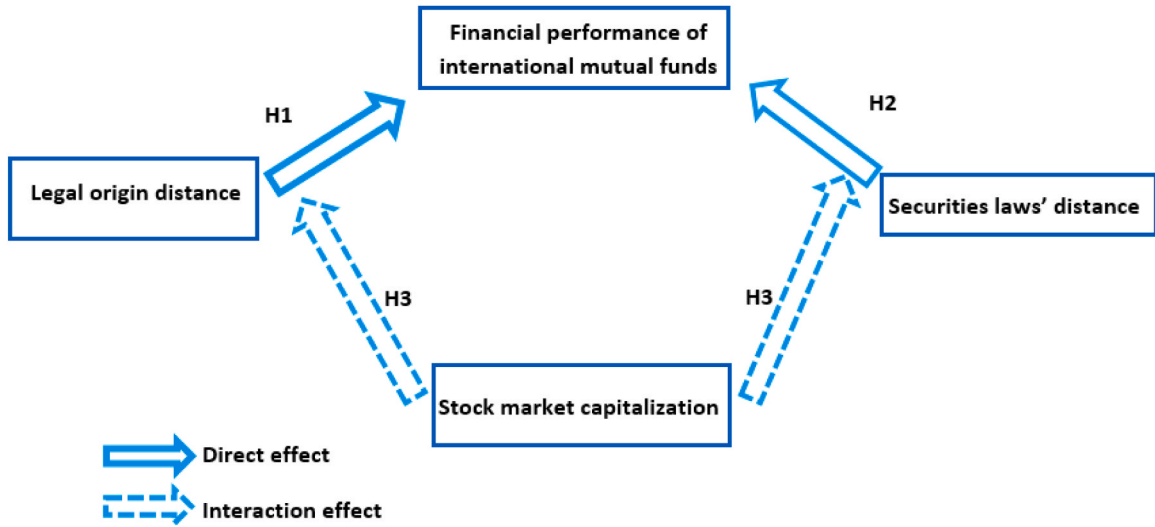 Financial performance of
international mutual funds
H1
H2
Legal origin distance
Securities laws' distance
H3
H3
Stock market capitalization
Direct effect
Interaction effect